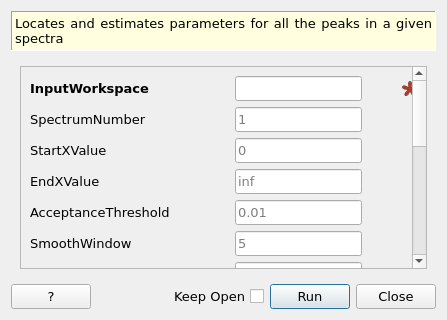 Locates and estimates parameters for all the peaks in a given
spectra
InputWorkspace
SpectrumNumber 1
StartXValue 0
EndXValue inf
AcceptanceThreshold 0.01
SmoothWindow 5
? Keep Open Run Close